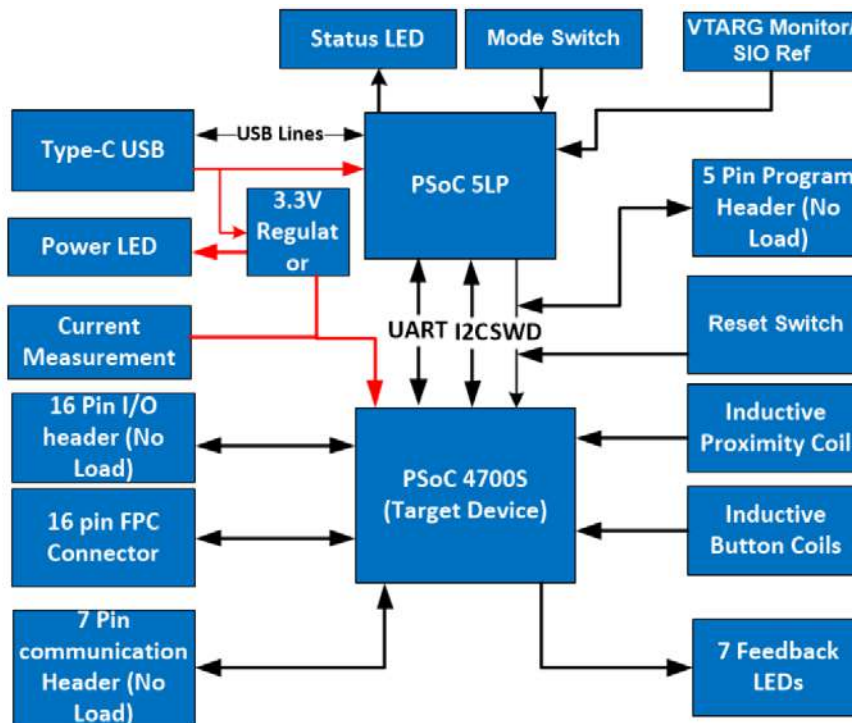 Status LED
Mode Switch
VTARG Monitor/
SIO Ref
Type-C USB
USB Lines
PSoC 5LP
5 Pin Program
Header (No
Load)
3.3V
Regulat
or
Power LED
Current
Measurement
UART
I2C
SWD
Reset Switch
16 Pin I/O
header (No
Load)
PSoC 4700S
(Target Device)
Inductive
Proximity Coil
16 pin FPC
Connector
Inductive
Button Coils
7 Pin
communication
Header (No
Load)
7 Feedback
LEDs